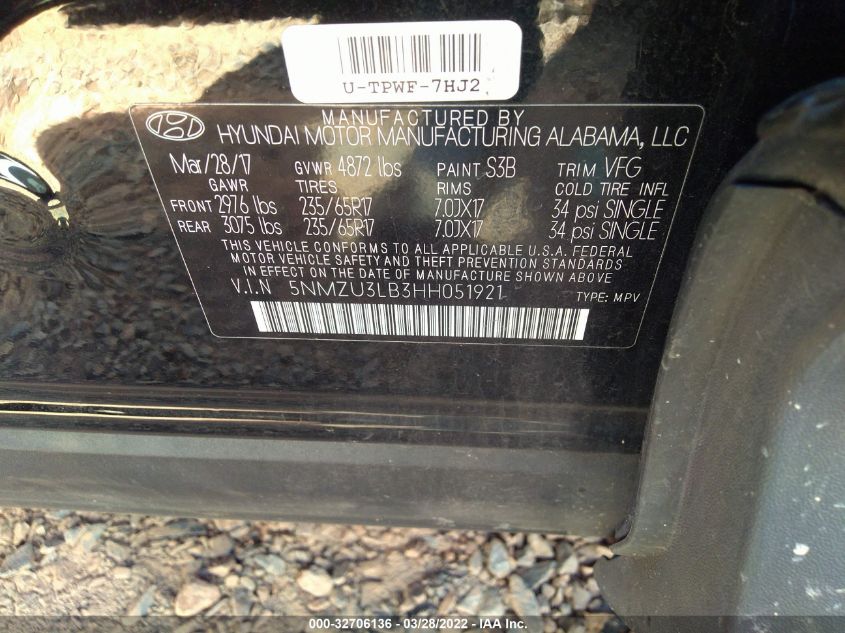 U-TPWF-7HJ2
MANUFACTURED BY
HYUNDAI MOTOR MANUFACTURING ALABAMA, LLC
Mar/28/17 GVWR 4872 lbs PAINT S3B TRIM VFG
GAWR TIRES RIMS COLD TIRE INFL
FRONT 2976 lbs 235/65R17 7.0JX17 34 psi SINGLE
REAR 3075 lbs 235/65R17 7.0JX17 34 psi SINGLE
THIS VEHICLE CONFORMS TO ALL APPLICABLE U.S.A. FEDERAL
MOTOR VEHICLE SAFETY AND THEFT PREVENTION STANDARDS
IN EFFECT ON THE DATE OF MANUFACTURE SHOWN ABOVE.
V.I.N 5NMZU3LB3HH051921 TYPE: MPV
000-32706136 - 03/28/2022 - IAA Inc.